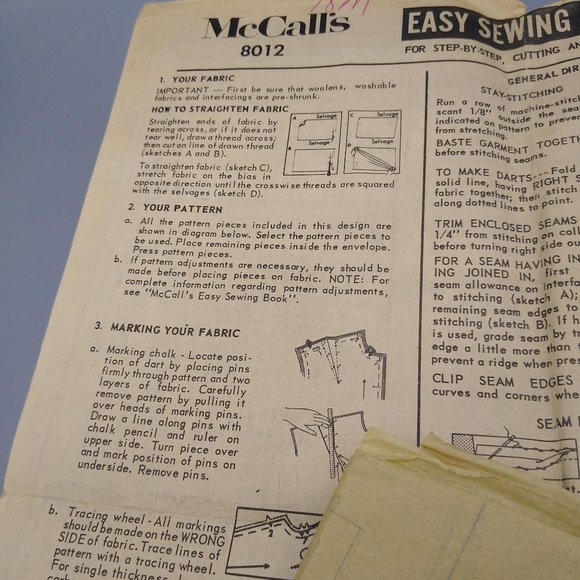 McCall's
8012
1. YOUR FABRIC
IMPORTANT --- First be sure that woolens, washable
fabrics and interfacings are pre-shrunk.
HOW TO STRAIGHTEN FABRIC
Straighten ends of fabric by
tearing across, or if it does not
tear well, draw a thread across;
then cut on line of drawn thread
(sketches A and B).
To straighten fabric (sketch C),
stretch fabric on the bias in
opposite direction until the crosswise threads are squared
with the selvages (sketch D).
A
Selvage
B
Selvage
C
Selvage
D
Selvage
2. YOUR PATTERN
a. All the pattern pieces included in this design are
shown in diagram below. Select the pattern pieces to
be used. Place remaining pieces inside the envelope.
Press pattern pieces.
b. If pattern adjustments are necessary, they should be
made before placing pieces on fabric. NOTE: For
complete information regarding pattern adjustments,
see "McCall's Easy Sewing Book".
3. MARKING YOUR FABRIC
a. Marking chalk - Locate posi-
tion of dart by placing pins
firmly through pattern and two
layers of fabric. Carefully
remove pattern by pulling it
over heads of marking pins.
Draw a line along pins with
chalk pencil and ruler on
upper side. Turn piece over
and mark position of pins on
underside. Remove pins.
b. Tracing wheel - All markings
should be made on the WRONG
SIDE of fabric. Trace lines of
pattern with a tracing wheel.
For single thickness
EASY SEWING
FOR STEP-BY-STEP, CUTTING AN
GENERAL DIR
STAY-STITCHING
Run a row of machine-stitch
scant 1/8" outside the sea
indicated on pattern to preven
from stretching.
BASTE GARMENT TOGETHE
before stitching seams.
TO MAKE DARTS---Fold
solid line, having RIGHT S
fabric together; then stitch
along dotted lines to point.
TRIM ENCLOSED SEAMS
1/4" from stitching on coll
before turning right side ou
FOR A SEAM HAVING IN
ING JOINED IN, first
seam allowance on interfa
to stitching (sketch A);
remaining seam edges to
stitching (sketch B). If h
is used, grade seam by tr
edge a little more than t
prevent a ridge when pres
CLIP SEAM EDGES
curves and corners whe
SEAM